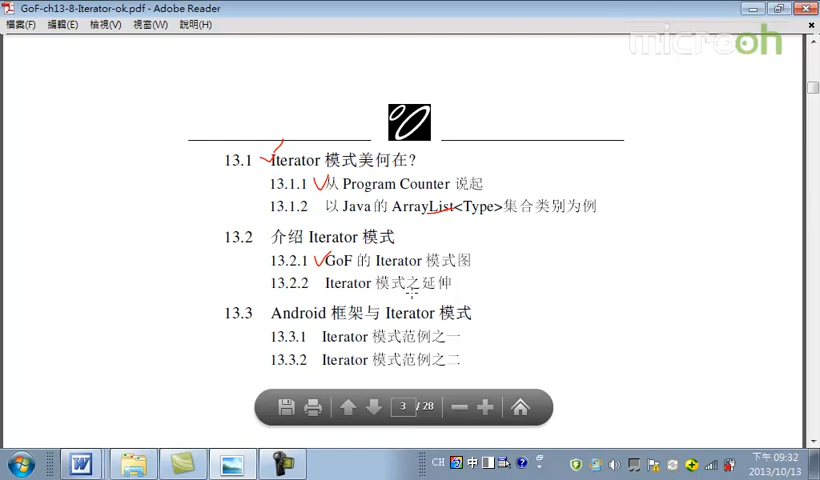 GoF-ch13-8-Iterator-ok.pdf - Adobe Reader
檔案(F) 編輯(E) 檢視(V) 視窗(W) 說明(H)
microoh
13.1 Iterator 模式美何在?
13.1.1 从 Program Counter 说起
13.1.2 以 Java 的 ArrayList<Type>集合类别为例
13.2 介绍 Iterator 模式
13.2.1 GoF 的 Iterator 模式图
13.2.2 Iterator 模式之延伸
13.3 Android 框架与 Iterator 模式
13.3.1 Iterator 模式范例之一
13.3.2 Iterator 模式范例之二
3 / 28
CH 中
下午 09:32
2013/10/13